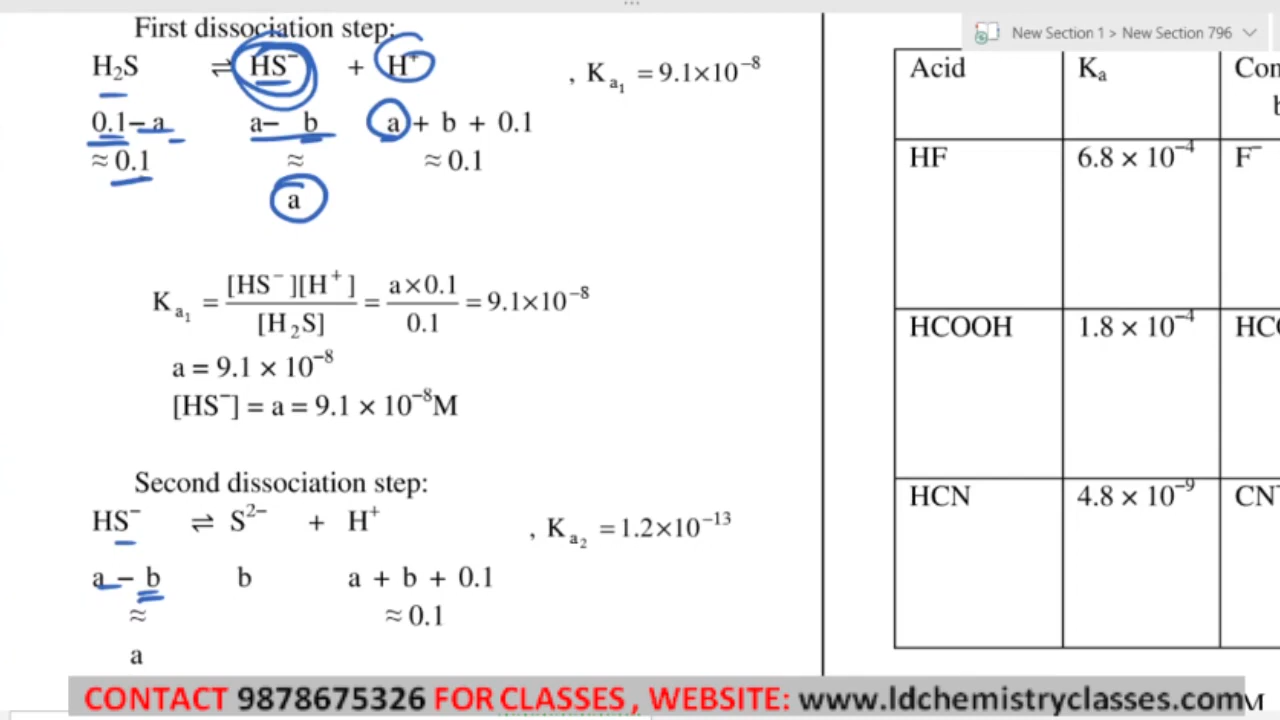 New Section 1 > New Section 796
First dissociation step:
H₂S ⇌ HS⁻ + H⁺ , Kₐ₁ = 9.1×10⁻⁸
0.1– a a– b a + b + 0.1
≈ 0.1 ≈ ≈ 0.1
a
Kₐ₁ = [HS⁻][H⁺] / [H₂S] = a×0.1 / 0.1 = 9.1×10⁻⁸
a = 9.1 × 10⁻⁸
[HS⁻] = a = 9.1 × 10⁻⁸M
Second dissociation step:
HS⁻ ⇌ S²⁻ + H⁺ , Kₐ₂ = 1.2×10⁻¹³
a – b b a + b + 0.1
≈ ≈ 0.1
a
Acid Kₐ Con
b
HF 6.8 × 10⁻⁴ F⁻
HCOOH 1.8 × 10⁻⁴ HCO
HCN 4.8 × 10⁻⁹ CN⁻
CONTACT 9878675326 FOR CLASSES , WEBSITE: www.ldchemistryclasses.com
M